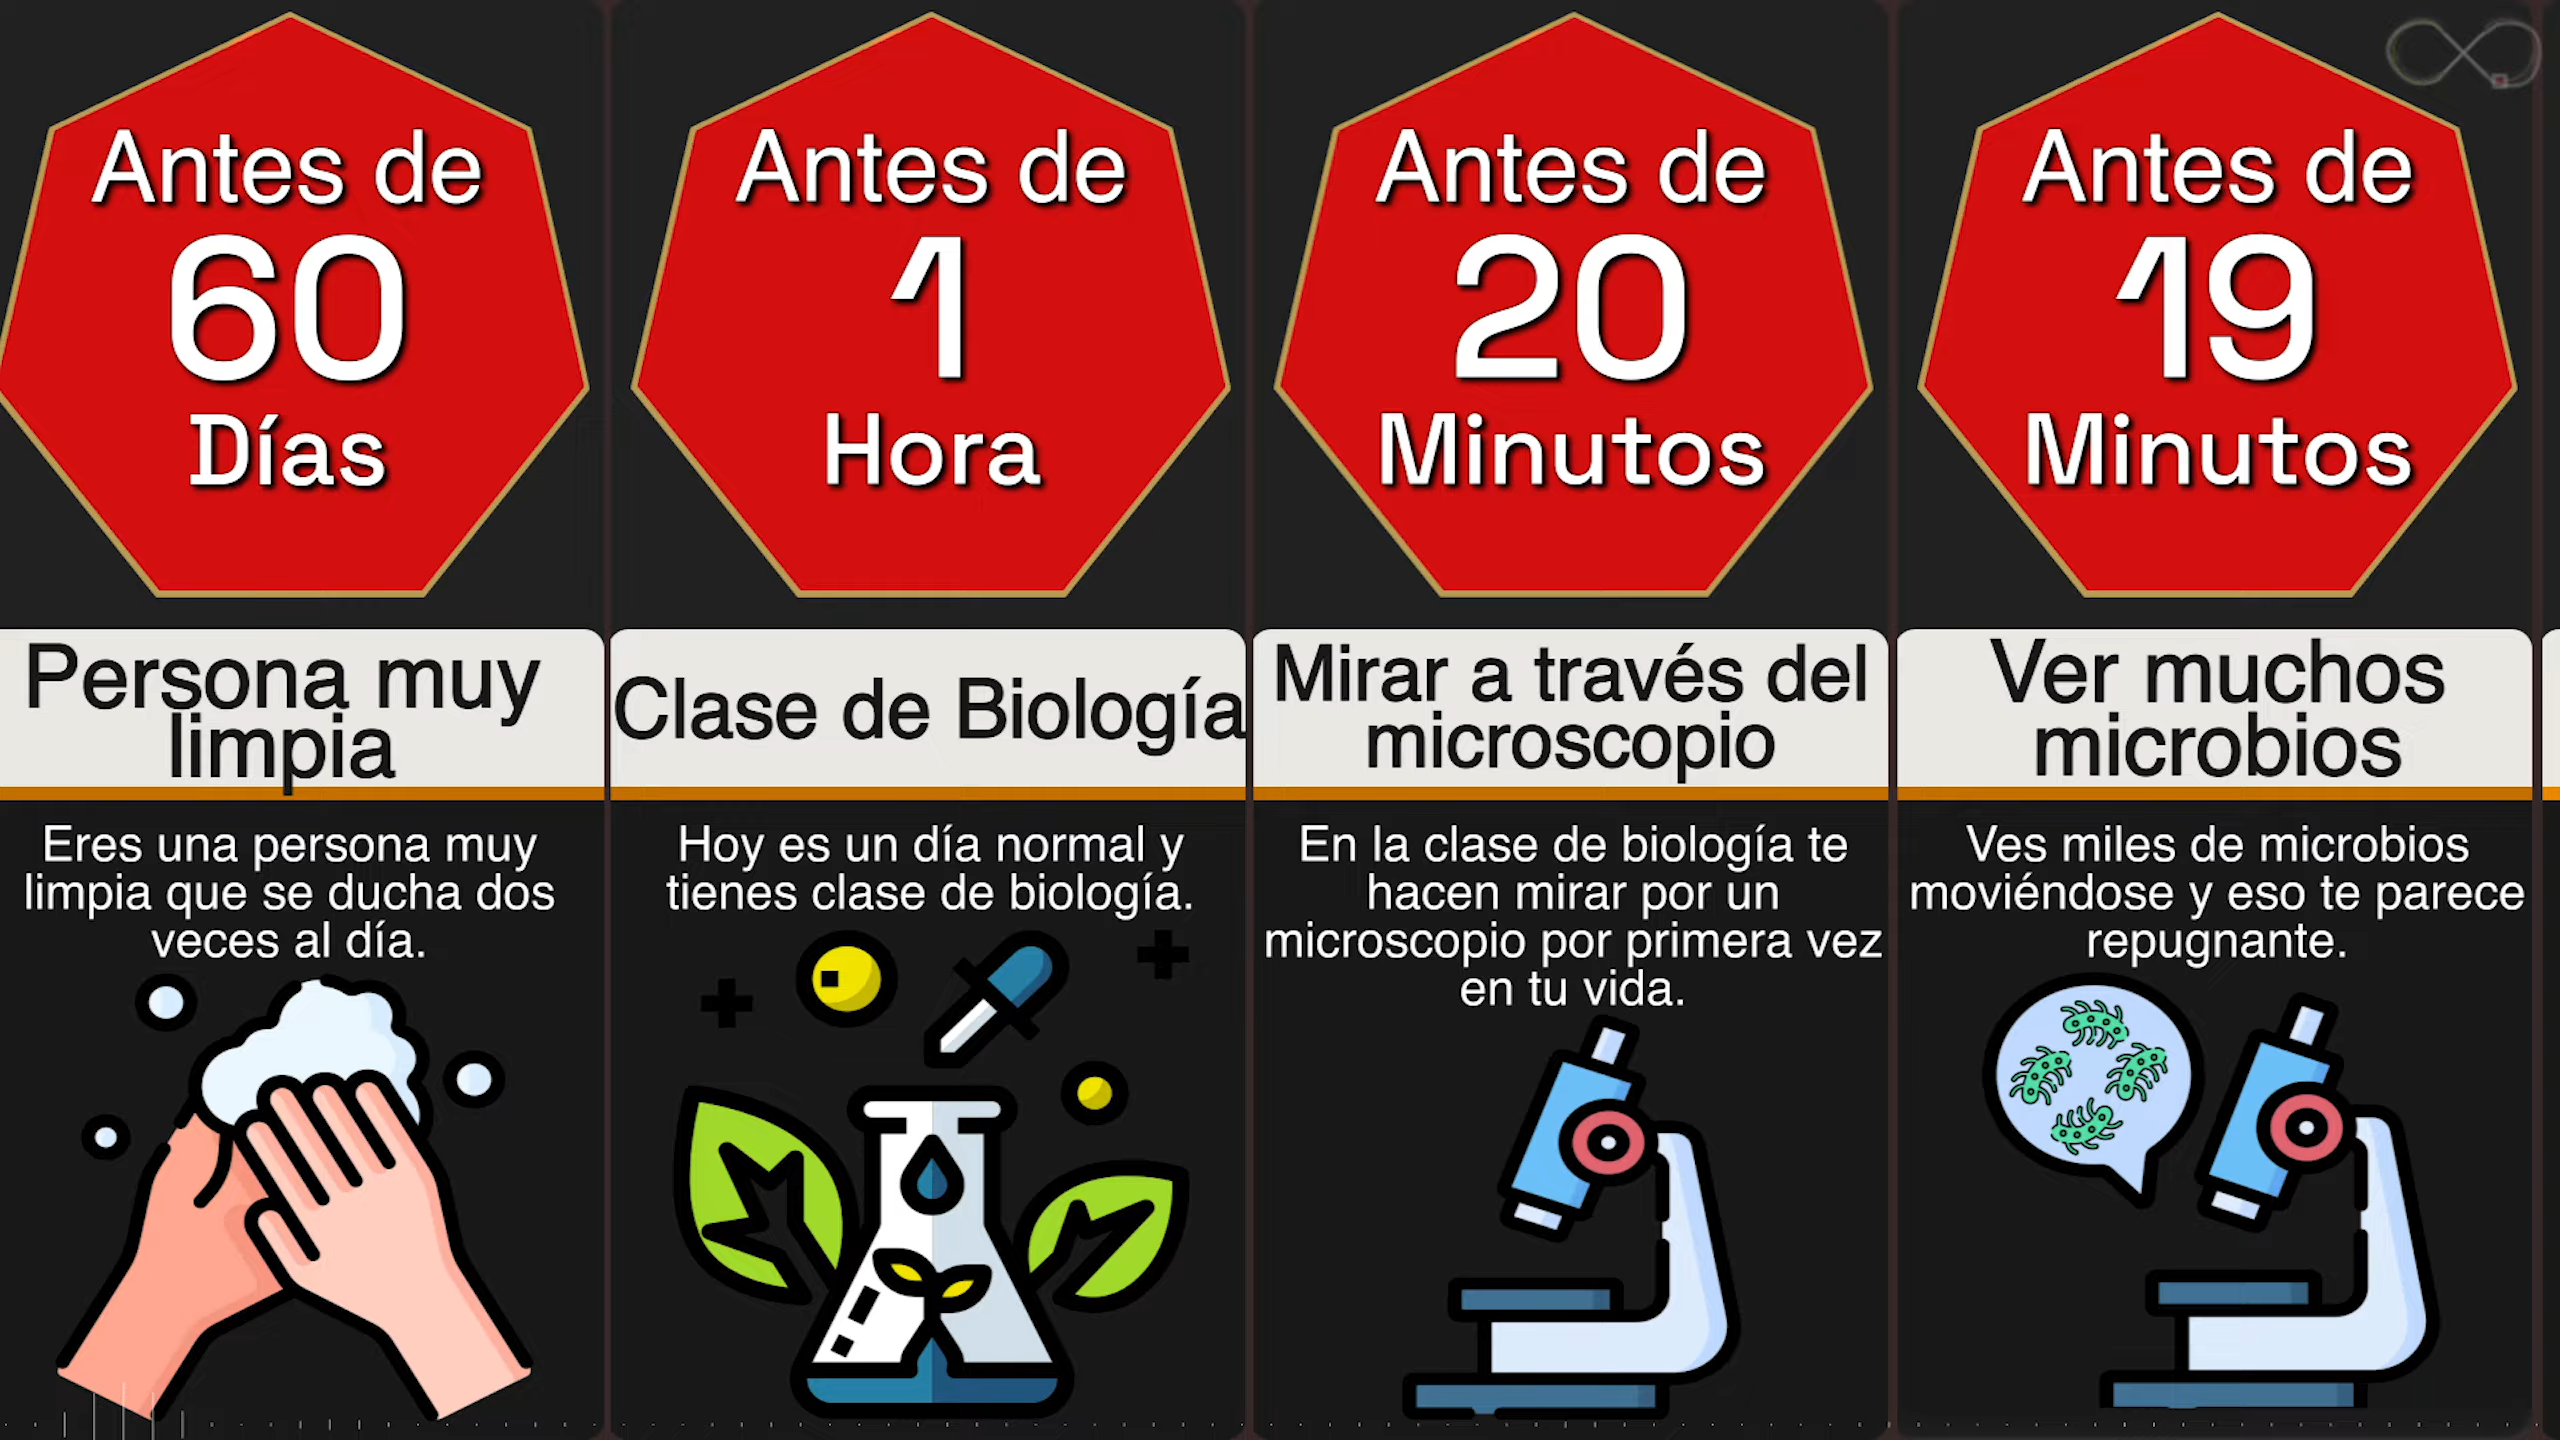 Antes de
60
Días
Persona muy
limpia
Eres una persona muy
limpia que se ducha dos
veces al día.
Antes de
1
Hora
Clase de Biología
Hoy es un día normal y
tienes clase de biología.
Antes de
20
Minutos
Mirar a través del
microscopio
En la clase de biología te
hacen mirar por un
microscopio por primera vez
en tu vida.
Antes de
19
Minutos
Ver muchos
microbios
Ves miles de microbios
moviéndose y eso te parece
repugnante.